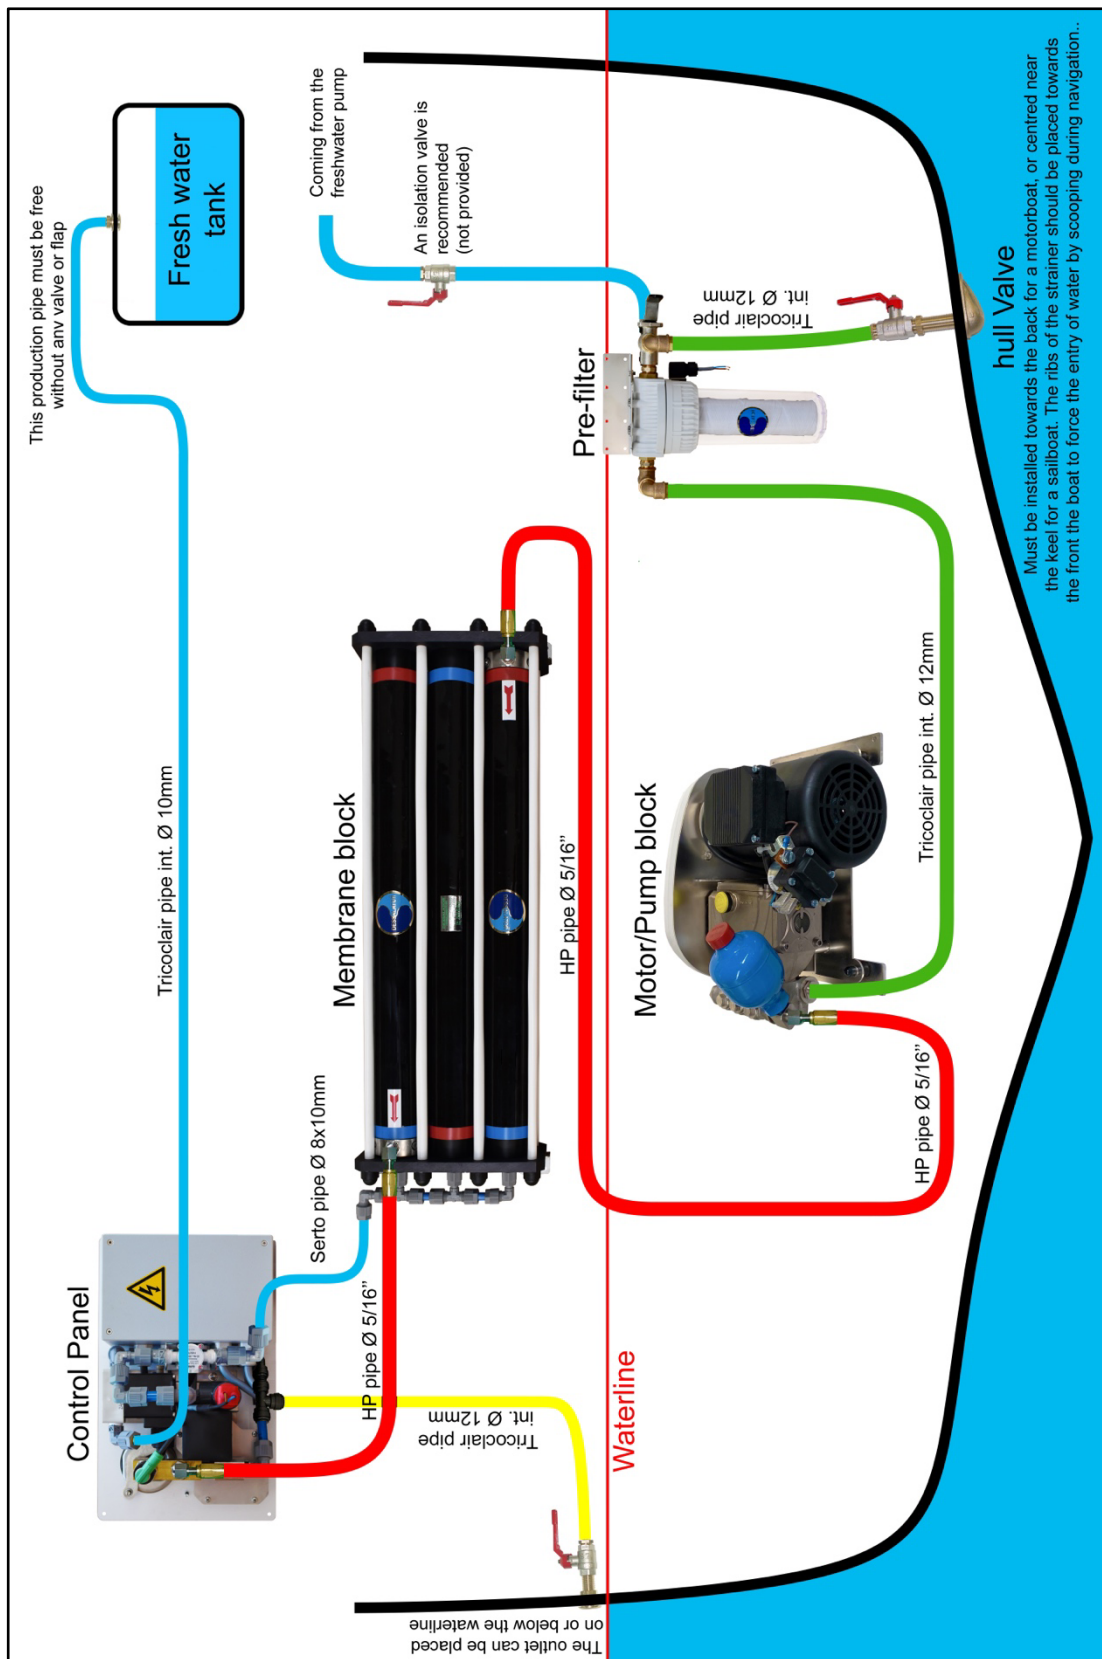 This production pipe must be free
without anv valve or flap
Control Panel
Fresh water
tank
Tricoclair pipe int. Ø 10mm
Coming from the
freshwater pump
Serto pipe Ø 8x10mm
Membrane block
An isolation valve is
recommended
(not provided)
HP pipe Ø 5/16"
Tricoclair pipe
int. Ø 12mm
HP pipe Ø 5/16"
The outlet can be placed
on or below the waterline
Waterline
Pre-filter
Motor/Pump block
Tricoclair pipe
int. Ø 12mm
HP pipe Ø 5/16"
Tricoclair pipe int. Ø 12mm
hull Valve
Must be installed towards the back for a motorboat, or centred near
the keel for a sailboat. The ribs of the strainer should be placed towards
the front the boat to force the entry of water by scooping during navigation..